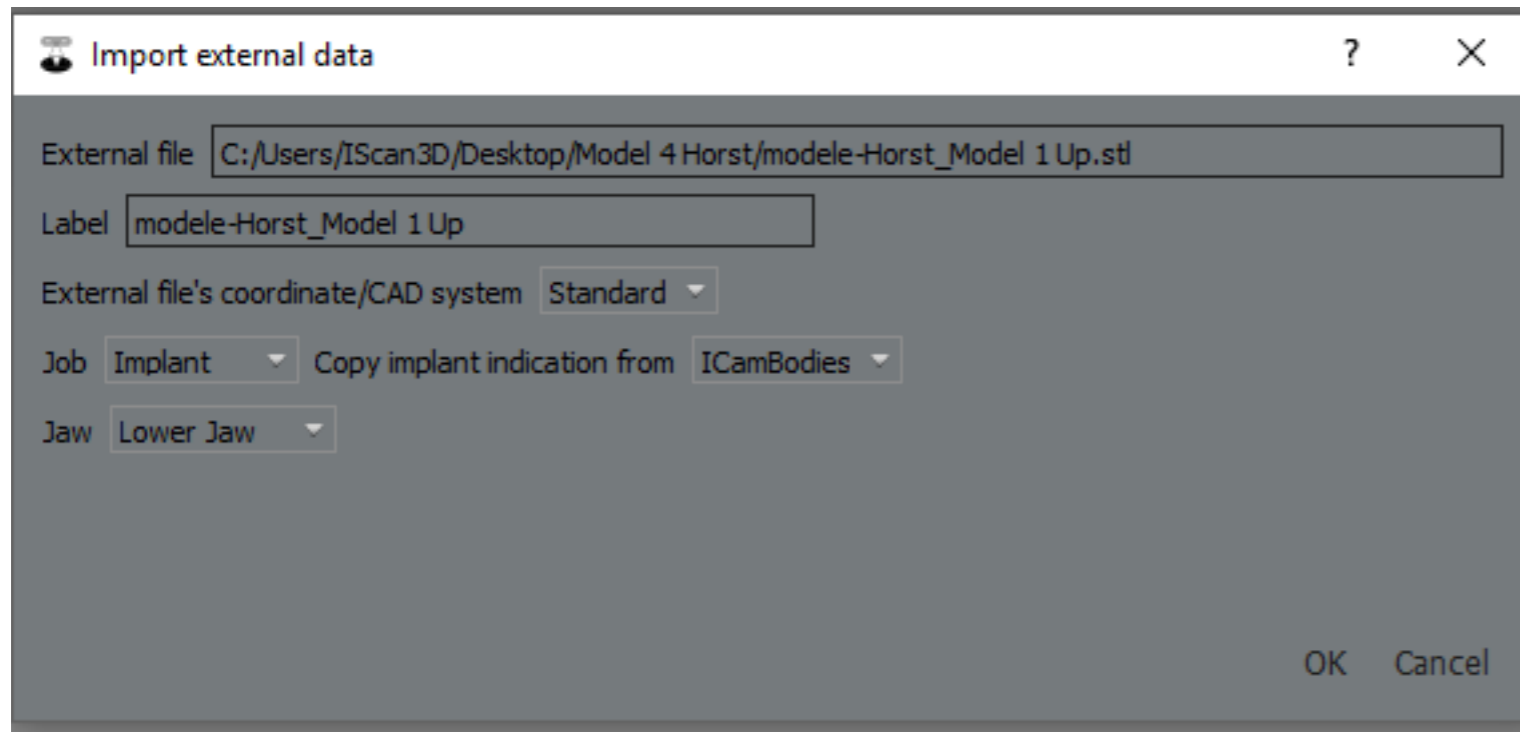 Import external data ?
External file C:/Users/IScan3D/Desktop/Model 4 Horst/modele-Horst_Model 1 Up.stl
Label modele-Horst_Model 1 Up
External file's coordinate/CAD system Standard
Job Implant Copy implant indication from ICamBodies
Jaw Lower Jaw
OK Cancel